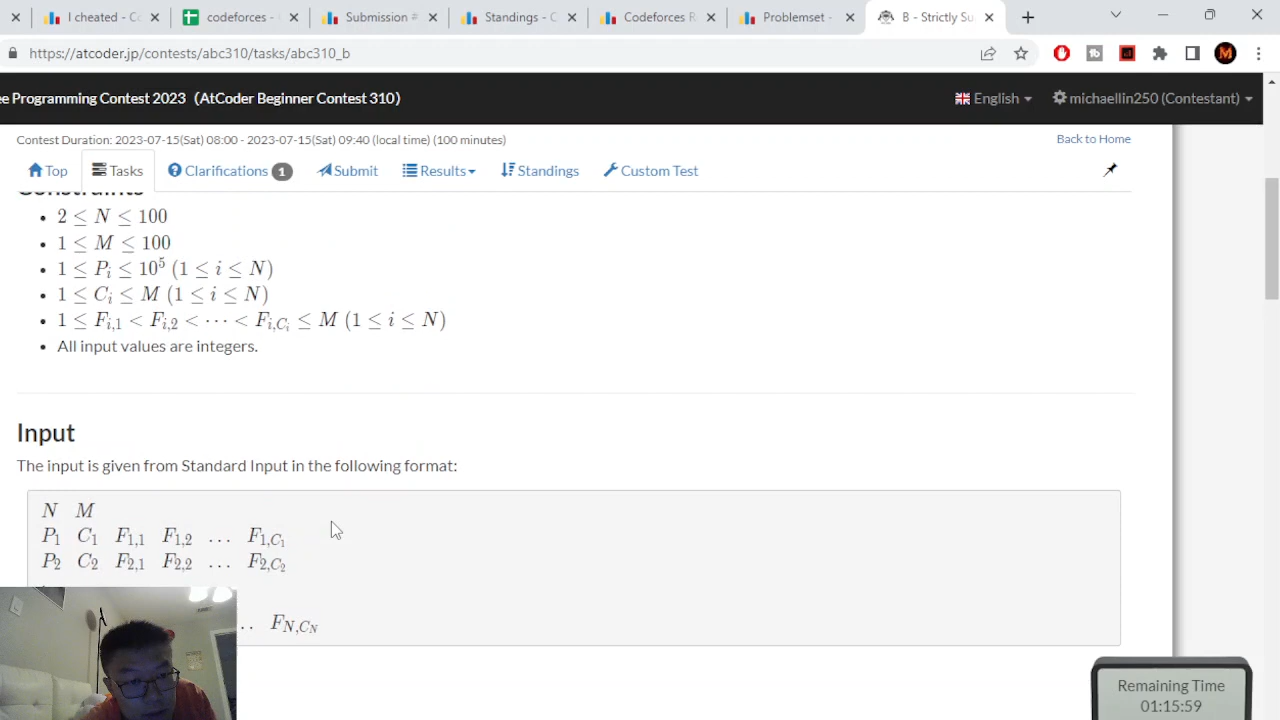 I cheated - Co
codeforces -
Submission #
Standings - C
Codeforces R
Problemset -
B - Strictly Su
https://atcoder.jp/contests/abc310/tasks/abc310_b
e Programming Contest 2023 (AtCoder Beginner Contest 310)
English
michaellin250 (Contestant)
Contest Duration: 2023-07-15(Sat) 08:00 - 2023-07-15(Sat) 09:40 (local time) (100 minutes)
Back to Home
Top
Tasks
Clarifications 1
Submit
Results
Standings
Custom Test
Constraints
• 2 ≤ N ≤ 100
• 1 ≤ M ≤ 100
• 1 ≤ P_i ≤ 10^5 (1 ≤ i ≤ N)
• 1 ≤ C_i ≤ M (1 ≤ i ≤ N)
• 1 ≤ F_{i,1} < F_{i,2} < ⋯ < F_{i,C_i} ≤ M (1 ≤ i ≤ N)
• All input values are integers.
Input
The input is given from Standard Input in the following format:
N M
P_1 C_1 F_{1,1} F_{1,2} … F_{1,C_1}
P_2 C_2 F_{2,1} F_{2,2} … F_{2,C_2}
.. F_{N,C_N}
Remaining Time
01:15:59